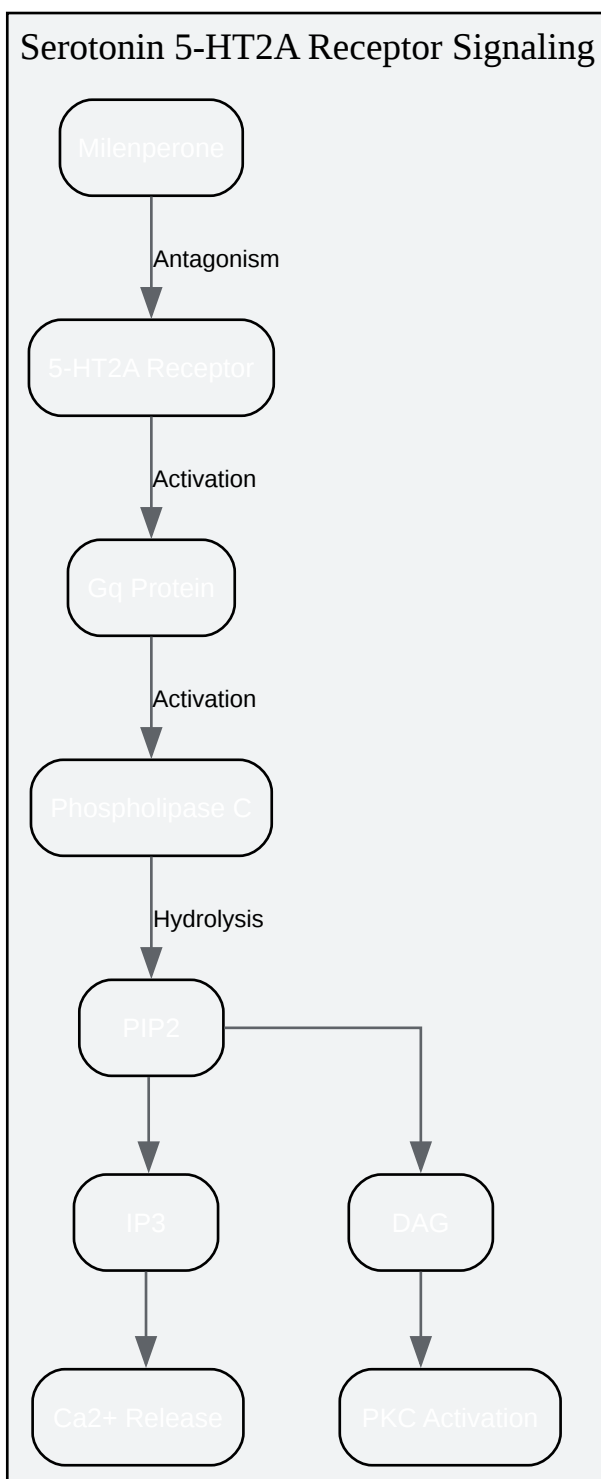 Serotonin 5-HT2A Receptor Signaling
Milenperone
Antagonism
5-HT2A Receptor
Activation
Gq Protein
Activation
Phospholipase C
Hydrolysis
PIP2
IP3
DAG
Ca2+ Release
PKC Activation